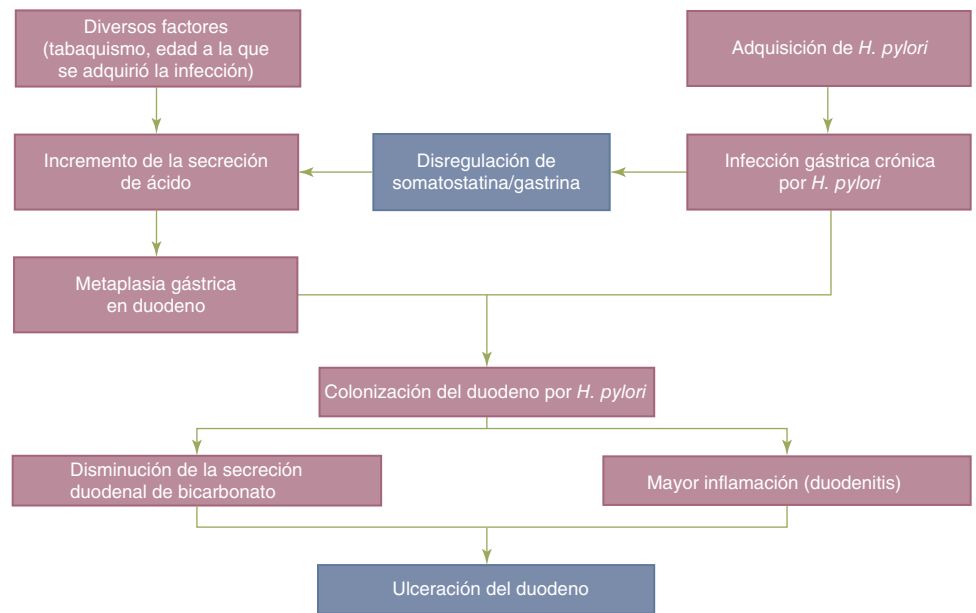 Diversos factores
(tabaquismo, edad a la que
se adquirió la infección)
Adquisición de H. pylori
Incremento de la secreción
de ácido
Disregulación de
somatostatina/gastrina
Infección gástrica crónica
por H. pylori
Metaplasia gástrica
en duodeno
Colonización del duodeno por H. pylori
Disminución de la secreción
duodenal de bicarbonato
Mayor inflamación (duodenitis)
Ulceración del duodeno